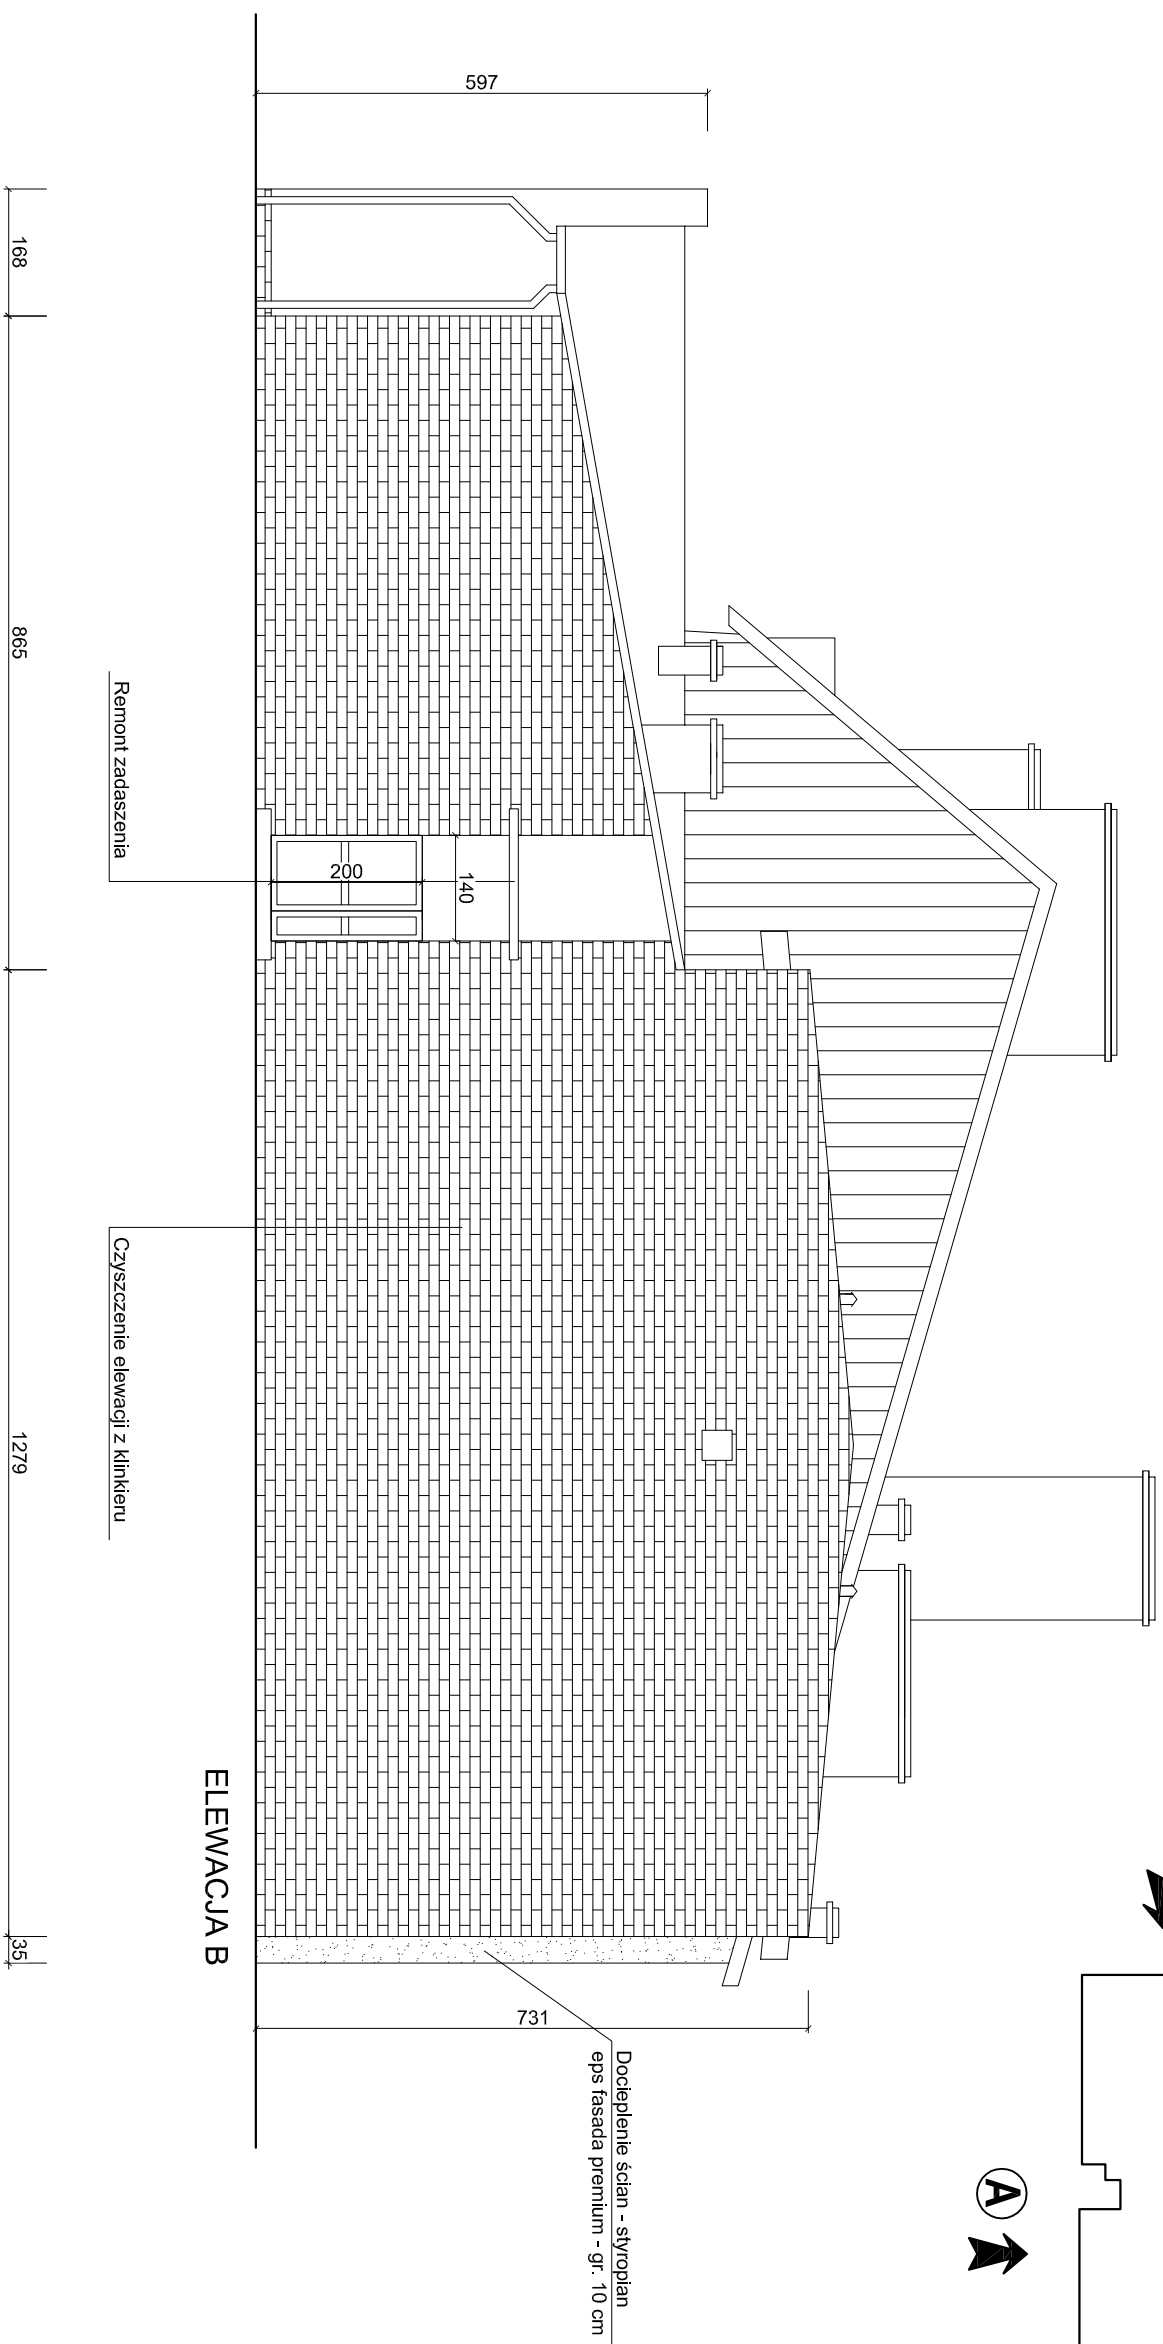 597
731
200
140
A
Docieplenie ścian - styropian
eps fasada premium - gr. 10 cm
Remont zadaszenia
Czyszczenie elewacji z klinkieru
ELEWACJA B
168
865
1279
35